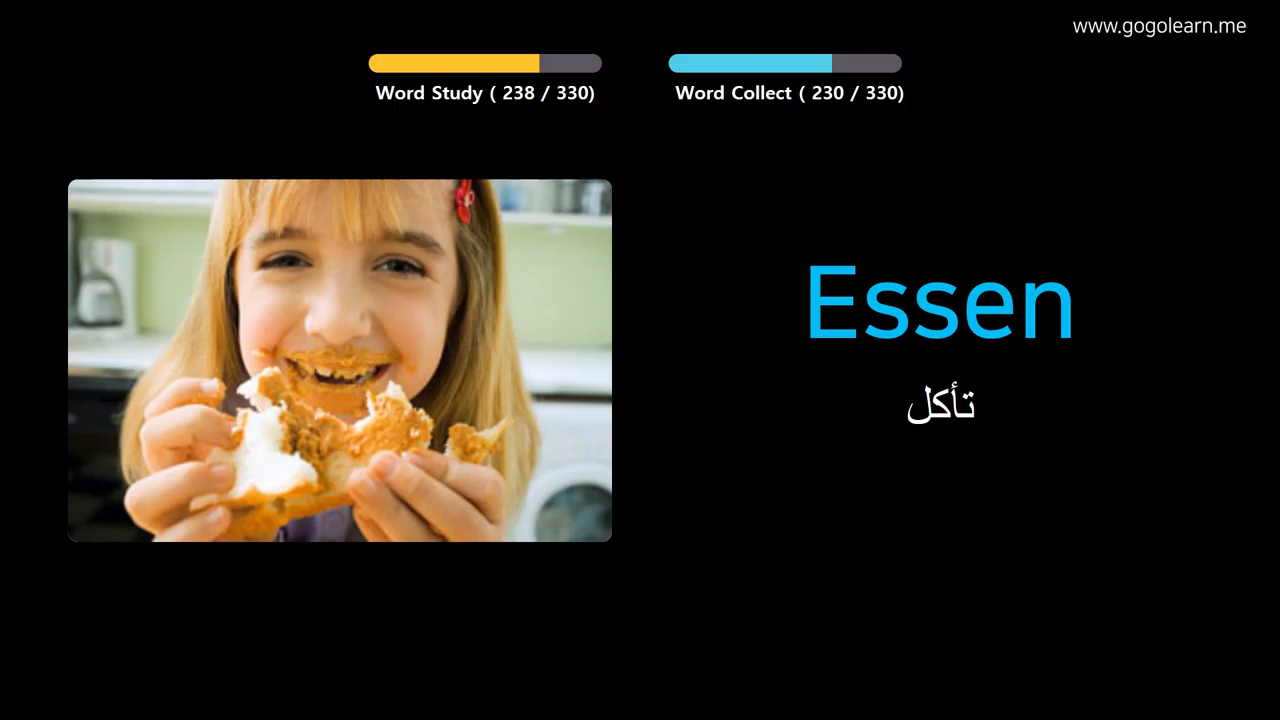 www.gogolearn.me
Word Study ( 238 / 330)
Word Collect ( 230 / 330)
Essen
تأكل